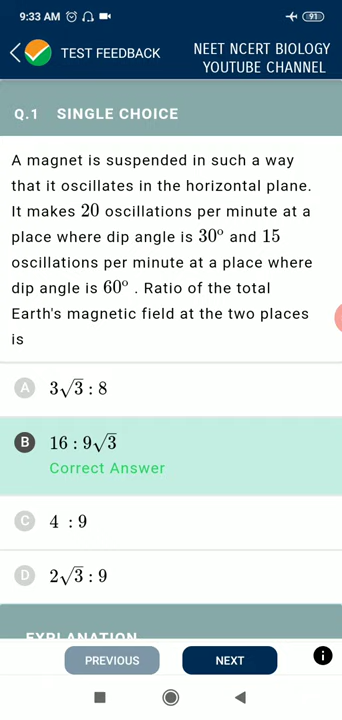 9:33 AM
91
TEST FEEDBACK
NEET NCERT BIOLOGY
YOUTUBE CHANNEL
Q.1 SINGLE CHOICE
A magnet is suspended in such a way
that it oscillates in the horizontal plane.
It makes 20 oscillations per minute at a
place where dip angle is 30° and 15
oscillations per minute at a place where
dip angle is 60° . Ratio of the total
Earth's magnetic field at the two places
is
A 3√3 : 8
B 16 : 9√3
Correct Answer
C 4 : 9
D 2√3 : 9
EXPLANATION
PREVIOUS
NEXT